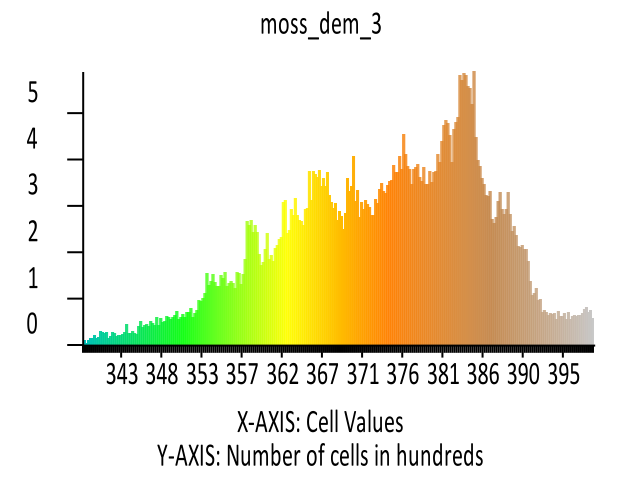 moss_dem_3
5
4
3
2
1
0
343 348 353 357 362 367 371 376 381 386 390 395
X-AXIS: Cell Values
Y-AXIS: Number of cells in hundreds